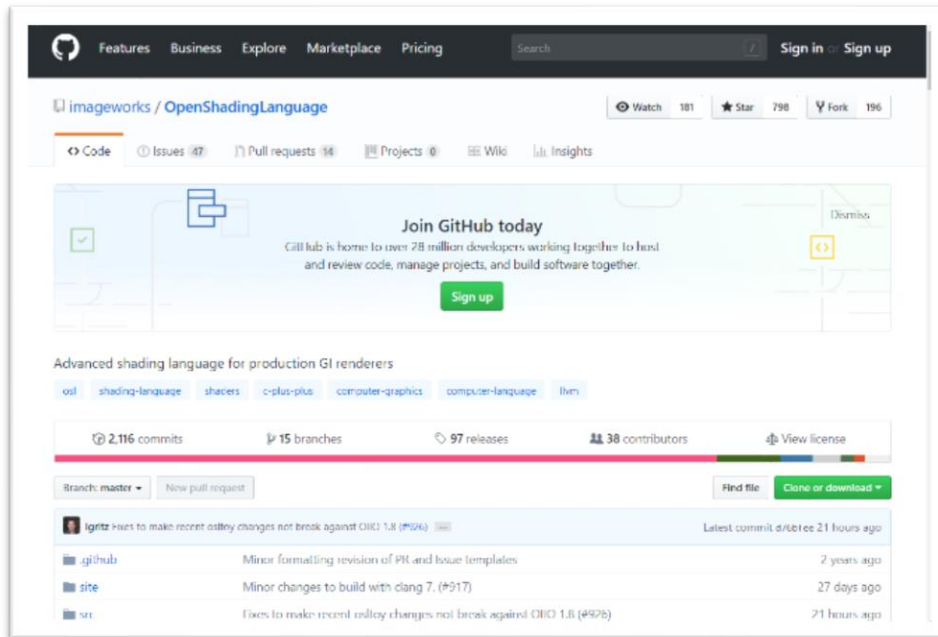 Features Business Explore Marketplace Pricing Search / Sign in or Sign up
imageworks / OpenShadingLanguage Watch 181 Star 798 Fork 196
<> Code Issues 47 Pull requests 14 Projects 0 Wiki Insights
Dismiss
Join GitHub today
GitHub is home to over 28 million developers working together to host
and review code, manage projects, and build software together.
Sign up
Advanced shading language for production GI renderers
osl shading-language shaders c-plus-plus computer-graphics computer-language llvm
2,116 commits 15 branches 97 releases 38 contributors View license
Branch: master New pull request Find file Clone or download
lgritz Fixes to make recent osltoy changes not break against OIIO 1.8 (#926) ... Latest commit 21 hours ago
.github Minor formatting revision of PR and Issue templates 2 years ago
site Minor changes to build with clang 7. (#917) 27 days ago
src Fixes to make recent osltoy changes not break against OIIO 1.8 (#926) 21 hours ago